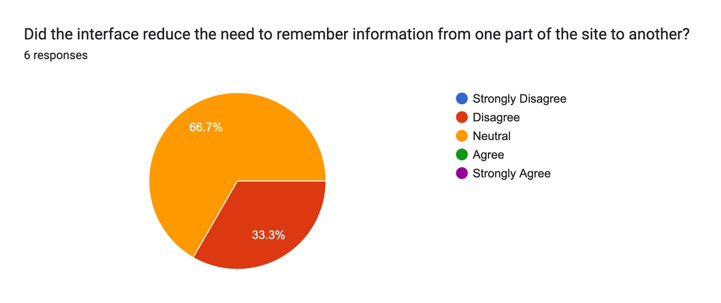 Did the interface reduce the need to remember information from one part of the site to another?
6 responses
66.7%
33.3%
Strongly Disagree
Disagree
Neutral
Agree
Strongly Agree